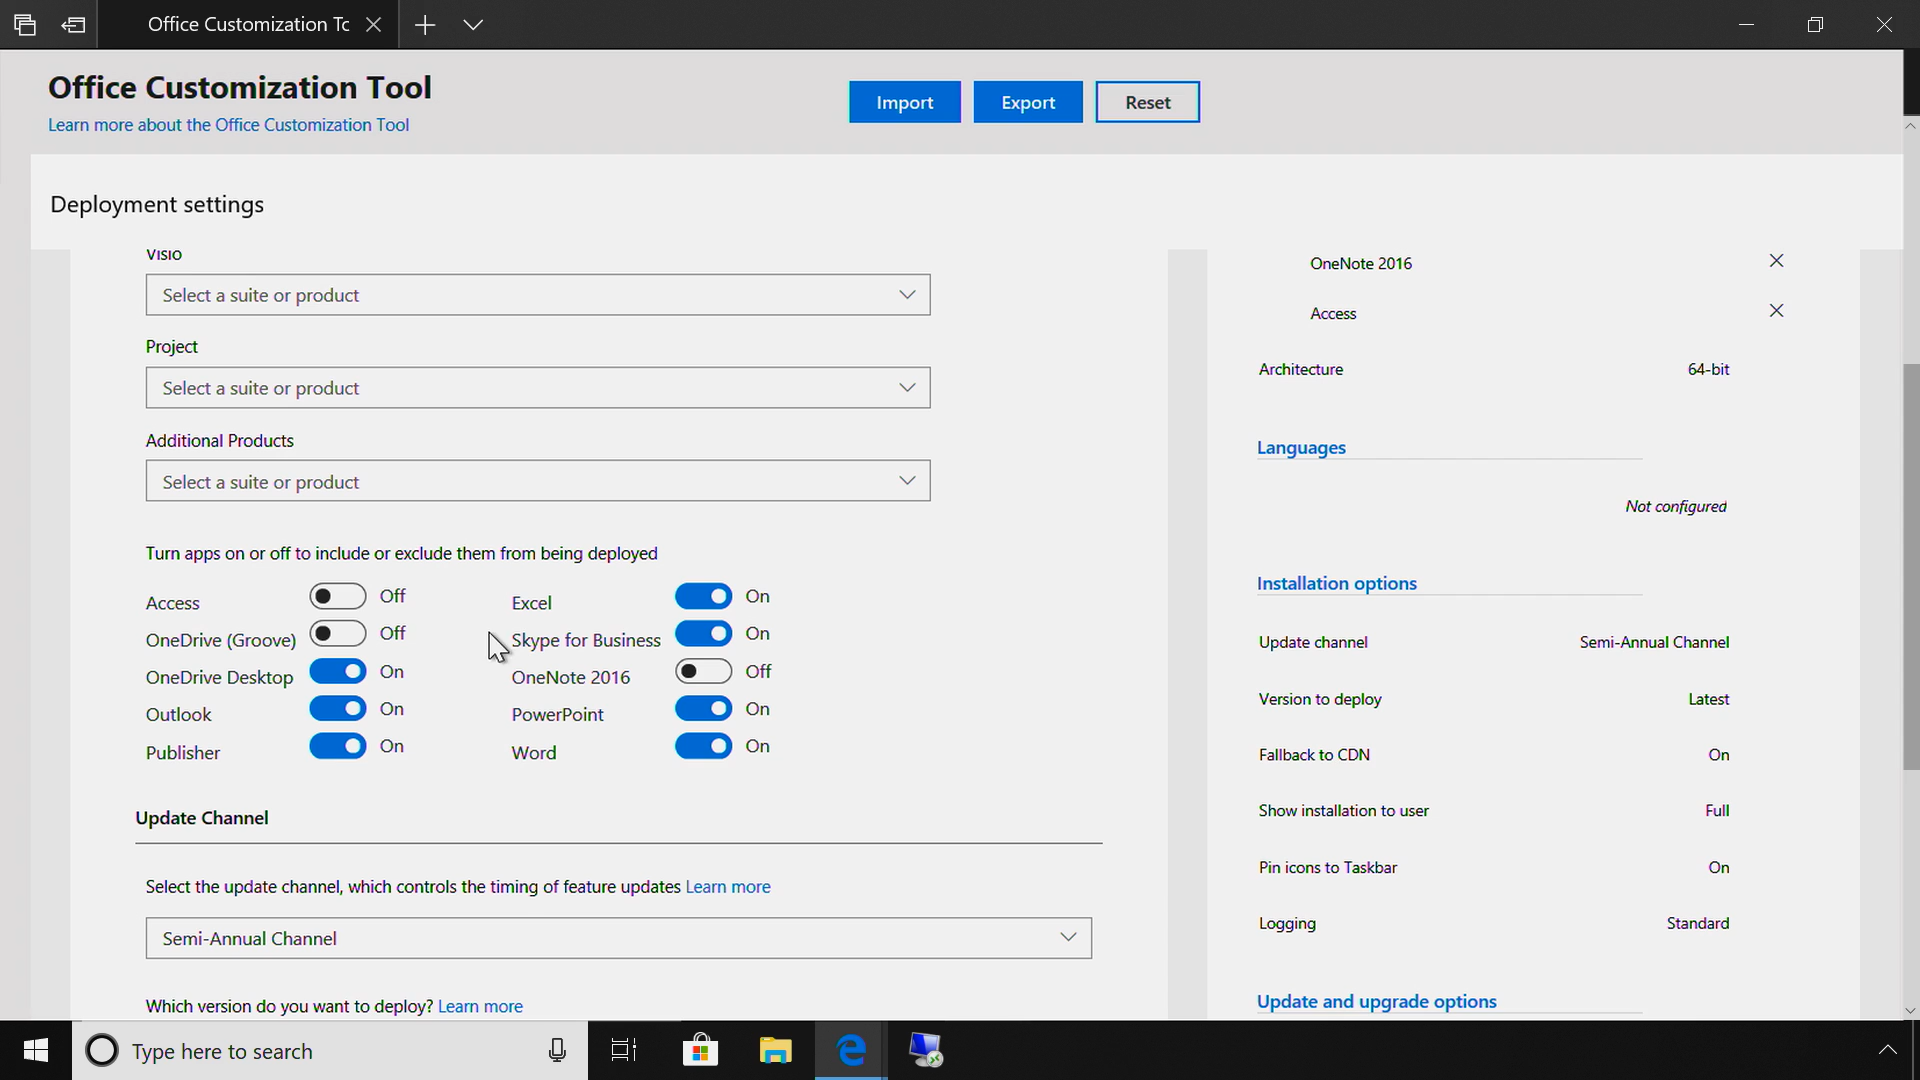 Office Customization Tc
Office Customization Tool
Learn more about the Office Customization Tool
Import
Export
Reset
Deployment settings
Visio
Select a suite or product
Project
Select a suite or product
Additional Products
Select a suite or product
Turn apps on or off to include or exclude them from being deployed
Access Off
Excel On
OneDrive (Groove) Off
Skype for Business On
OneDrive Desktop On
OneNote 2016 Off
Outlook On
PowerPoint On
Publisher On
Word On
Update Channel
Select the update channel, which controls the timing of feature updates Learn more
Semi-Annual Channel
Which version do you want to deploy? Learn more
OneNote 2016
Access
Architecture 64-bit
Languages
Not configured
Installation options
Update channel Semi-Annual Channel
Version to deploy Latest
Fallback to CDN On
Show installation to user Full
Pin icons to Taskbar On
Logging Standard
Update and upgrade options
Type here to search